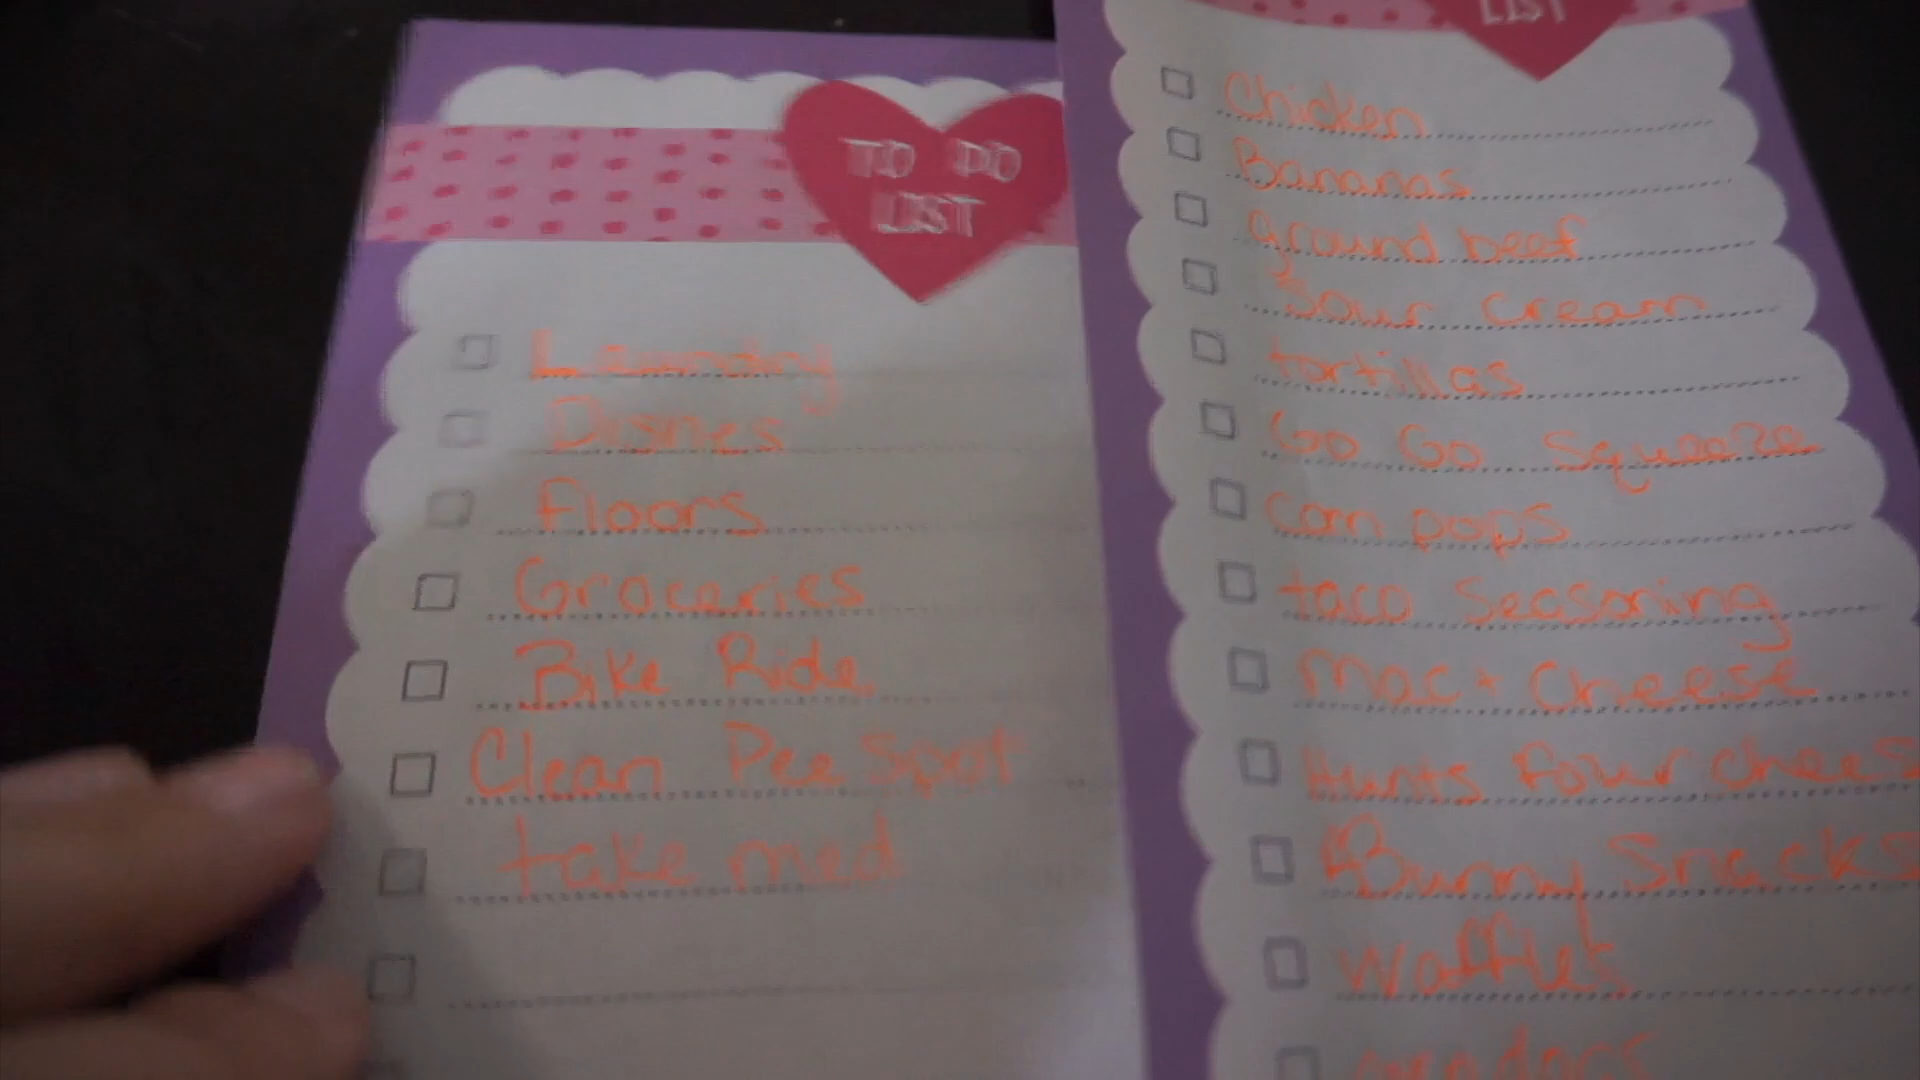 TO DO
LIST
Laundry
Dishes
Floors
Groceries
Bike Ride
Clean Pee Spot
take med
LIST
Chicken
Bananas
ground beef
Sour Cream
tortillas
Go Go Squeeze
corn pops
taco Seasoning
Mac + Cheese
Hunts four chees
Bunny Snacks
waffles